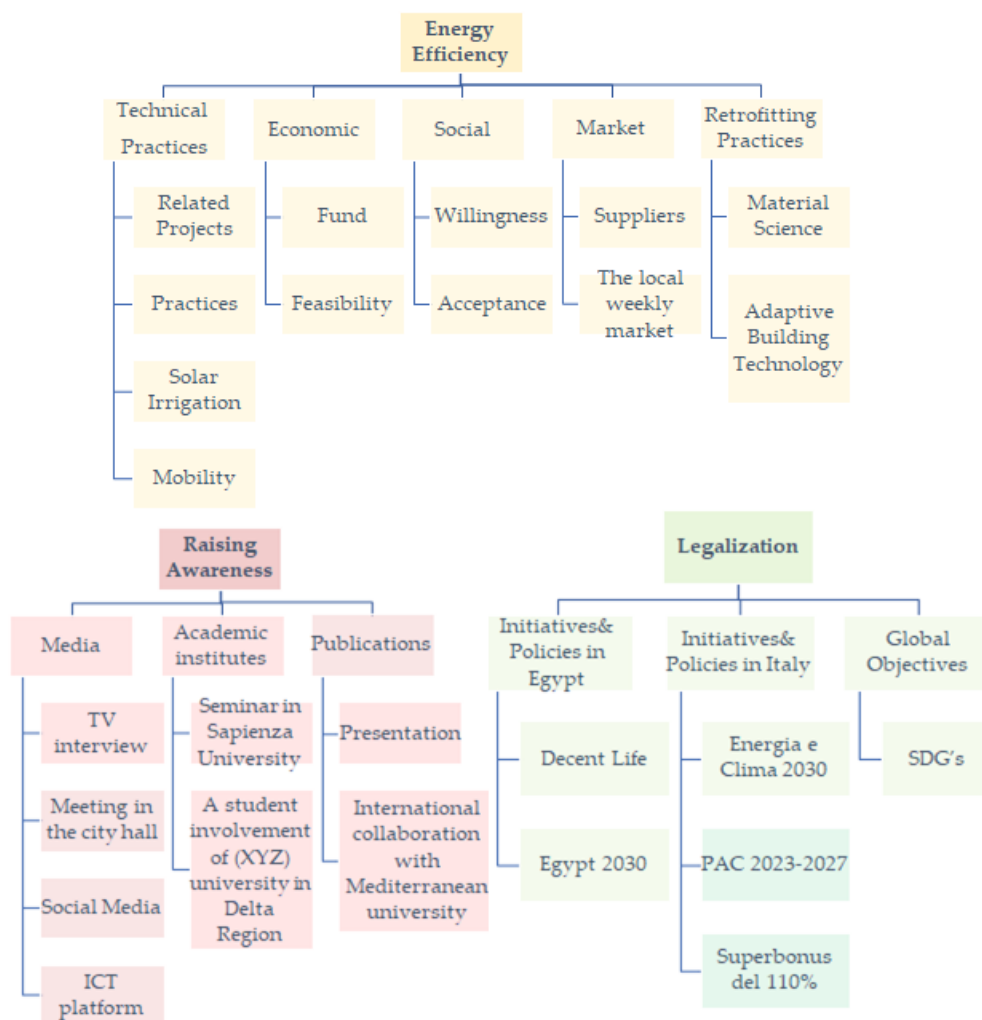 Energy
Efficiency
Technical
Practices
Economic
Social
Market
Retrofitting
Practices
Related
Projects
Fund
Willingness
Suppliers
Material
Science
Practices
Feasibility
Acceptance
The local
weekly
market
Adaptive
Building
Technology
Solar
Irrigation
Mobility
Raising
Awareness
Media
Academic
institutes
Publications
TV
interview
Seminar in
Sapienza
University
Presentation
Meeting in
the city hall
A student
involvement
of (XYZ)
university in
Delta
Region
International
collaboration
with
Mediterranean
university
Social Media
ICT
platform
Legalization
Initiatives&
Policies in
Egypt
Initiatives&
Policies in Italy
Global
Objectives
Decent Life
Energia e
Clima 2030
SDG's
Egypt 2030
PAC 2023-2027
Superbonus
del 110%